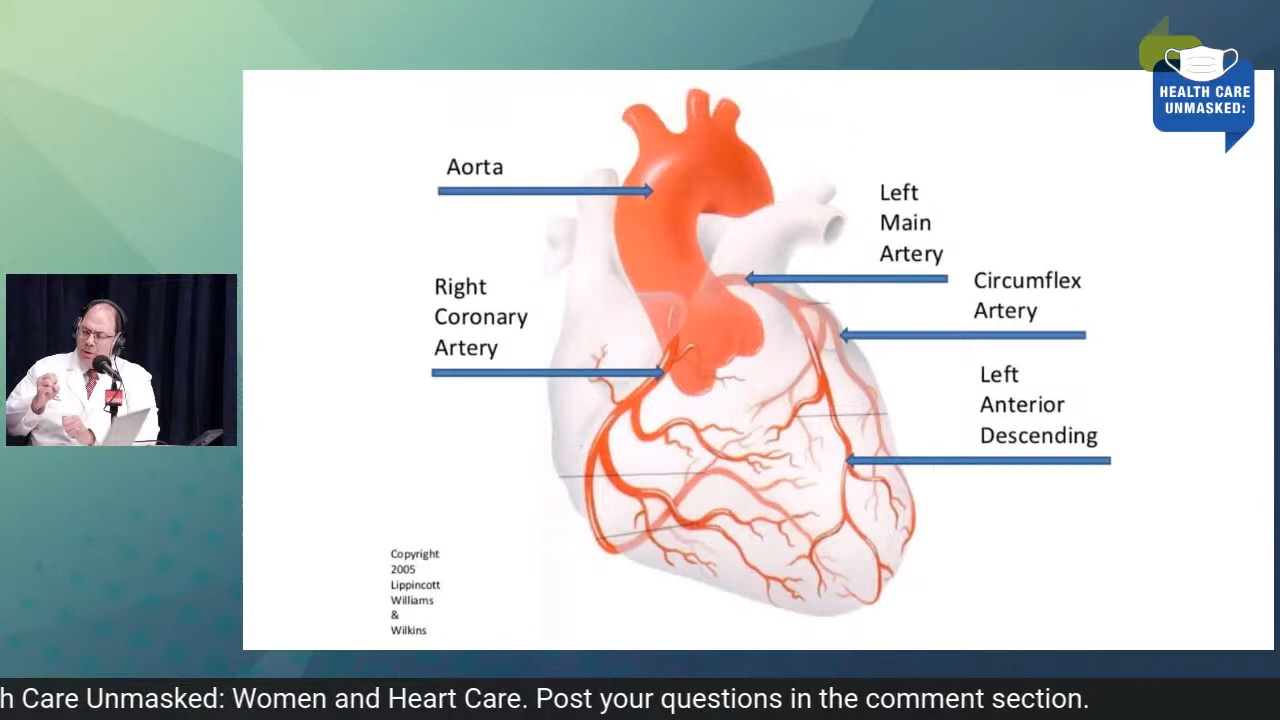 HEALTH CARE
UNMASKED:
Aorta
Left
Main
Artery
Circumflex
Artery
Right
Coronary
Artery
Left
Anterior
Descending
Copyright
2005
Lippincott
Williams
&
Wilkins
h Care Unmasked: Women and Heart Care. Post your questions in the comment section.